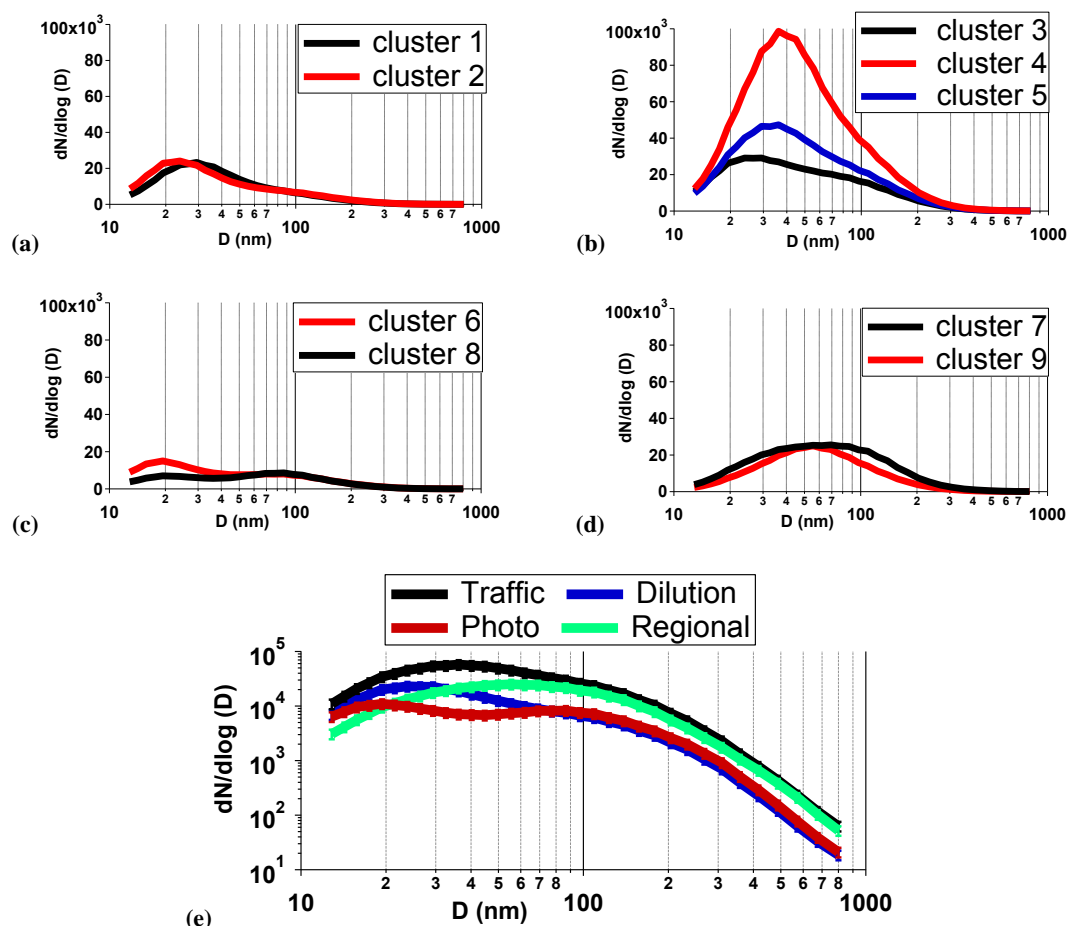 100x10³
80
60
40
20
0
dN/dlog (D)
cluster 1
cluster 2
10 2 3 4 5 6 7 100 2 3 4 5 6 7 1000
D (nm)
(a)
100x10³
80
60
40
20
0
dN/dlog (D)
cluster 3
cluster 4
cluster 5
10 2 3 4 5 6 7 100 2 3 4 5 6 7 1000
D (nm)
(b)
100x10³
80
60
40
20
0
dN/dlog (D)
cluster 6
cluster 8
10 2 3 4 5 6 7 100 2 3 4 5 6 7 1000
D (nm)
(c)
100x10³
80
60
40
20
0
dN/dlog (D)
cluster 7
cluster 9
10 2 3 4 5 6 7 100 2 3 4 5 6 7 1000
D (nm)
(d)
Traffic Dilution
Photo Regional
10⁵
10⁴
10³
10²
10¹
dN/dlog (D)
10 2 3 4 5 6 7 8 100 2 3 4 5 6 7 8 1000
D (nm)
(e)